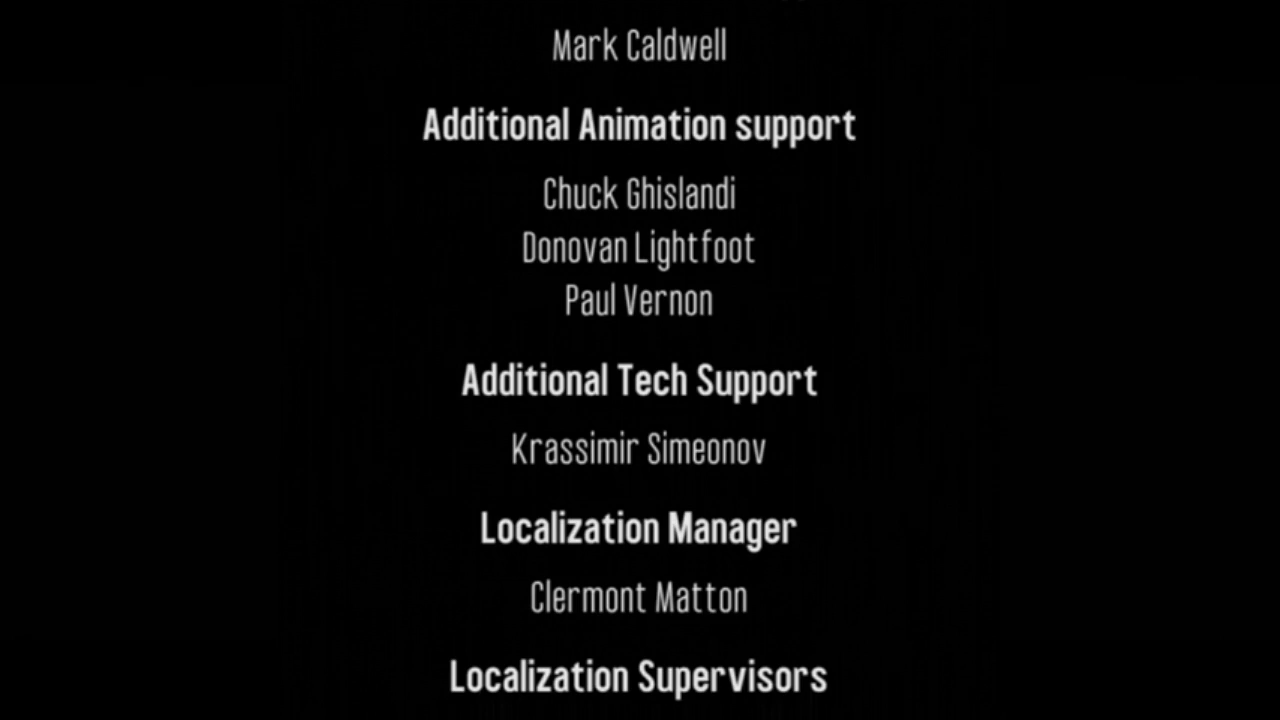 Mark Caldwell
Additional Animation support
Chuck Ghislandi
Donovan Lightfoot
Paul Vernon
Additional Tech Support
Krassimir Simeonov
Localization Manager
Clermont Matton
Localization Supervisors